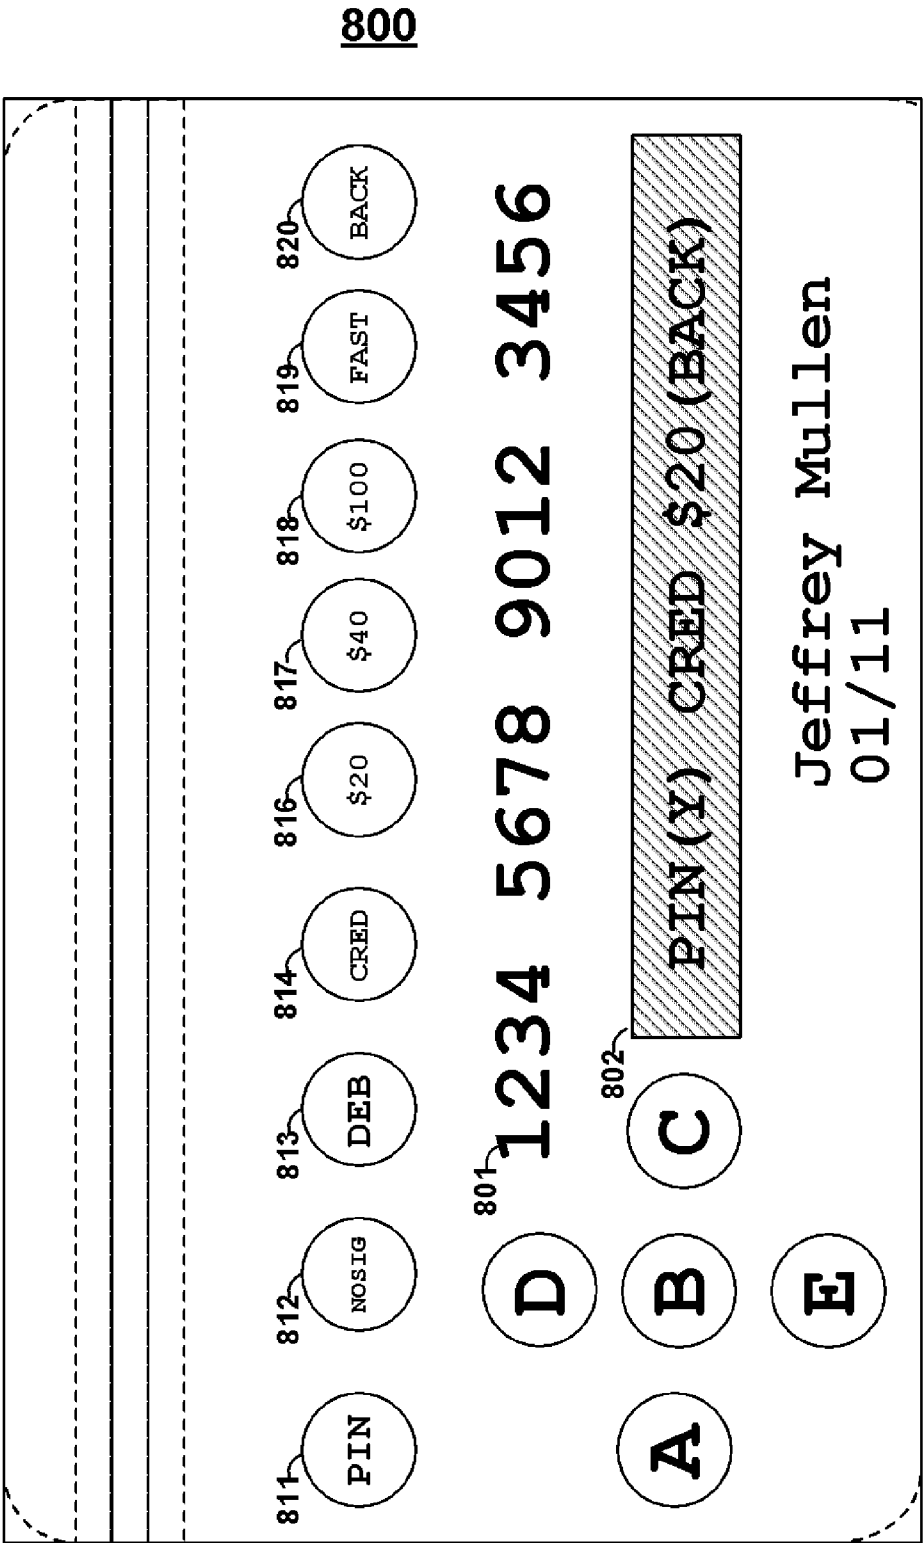 800
811 812 813 814 816 817 818 819 820
PIN NOSIG DEB CRED $20 $40 $100 FAST BACK
801
1234 5678 9012 3456
D
802
A B C PIN(Y) CRED $20(BACK)
E
Jeffrey Mullen
01/11